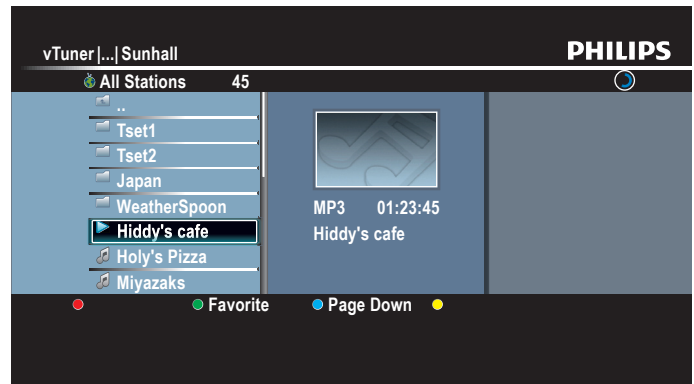 vTuner|...| Sunhall
PHILIPS
All Stations 45
..
Tset1
Tset2
Japan
WeatherSpoon
Hiddy's cafe
Holy's Pizza
Miyazaks
MP3 01:23:45
Hiddy's cafe
Favorite
Page Down